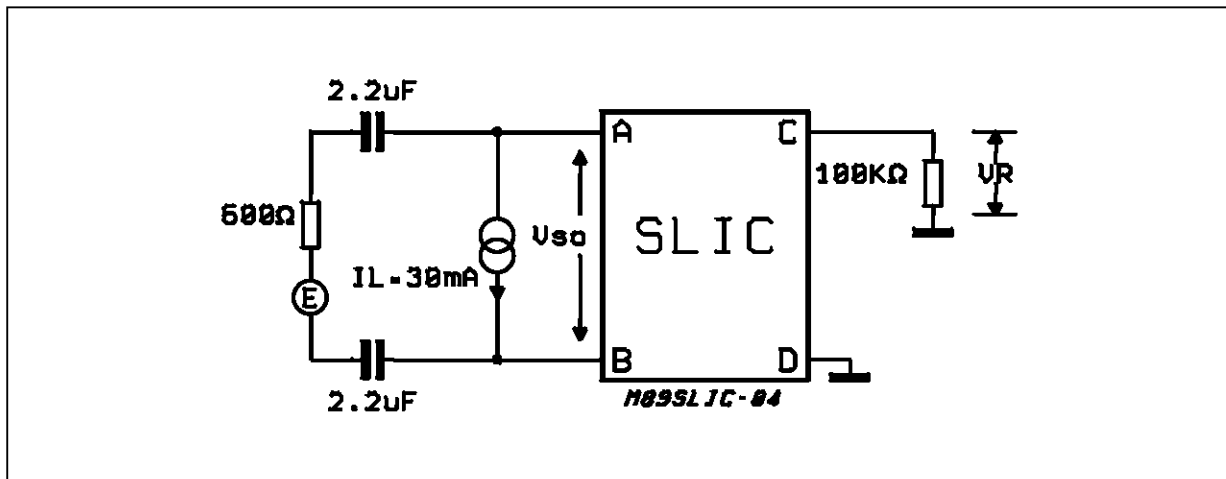 2.2uF
A
C
600Ω
Vso
SLIC
100KΩ
VR
IL=30mA
E
B
D
2.2uF
M89SLIC-04